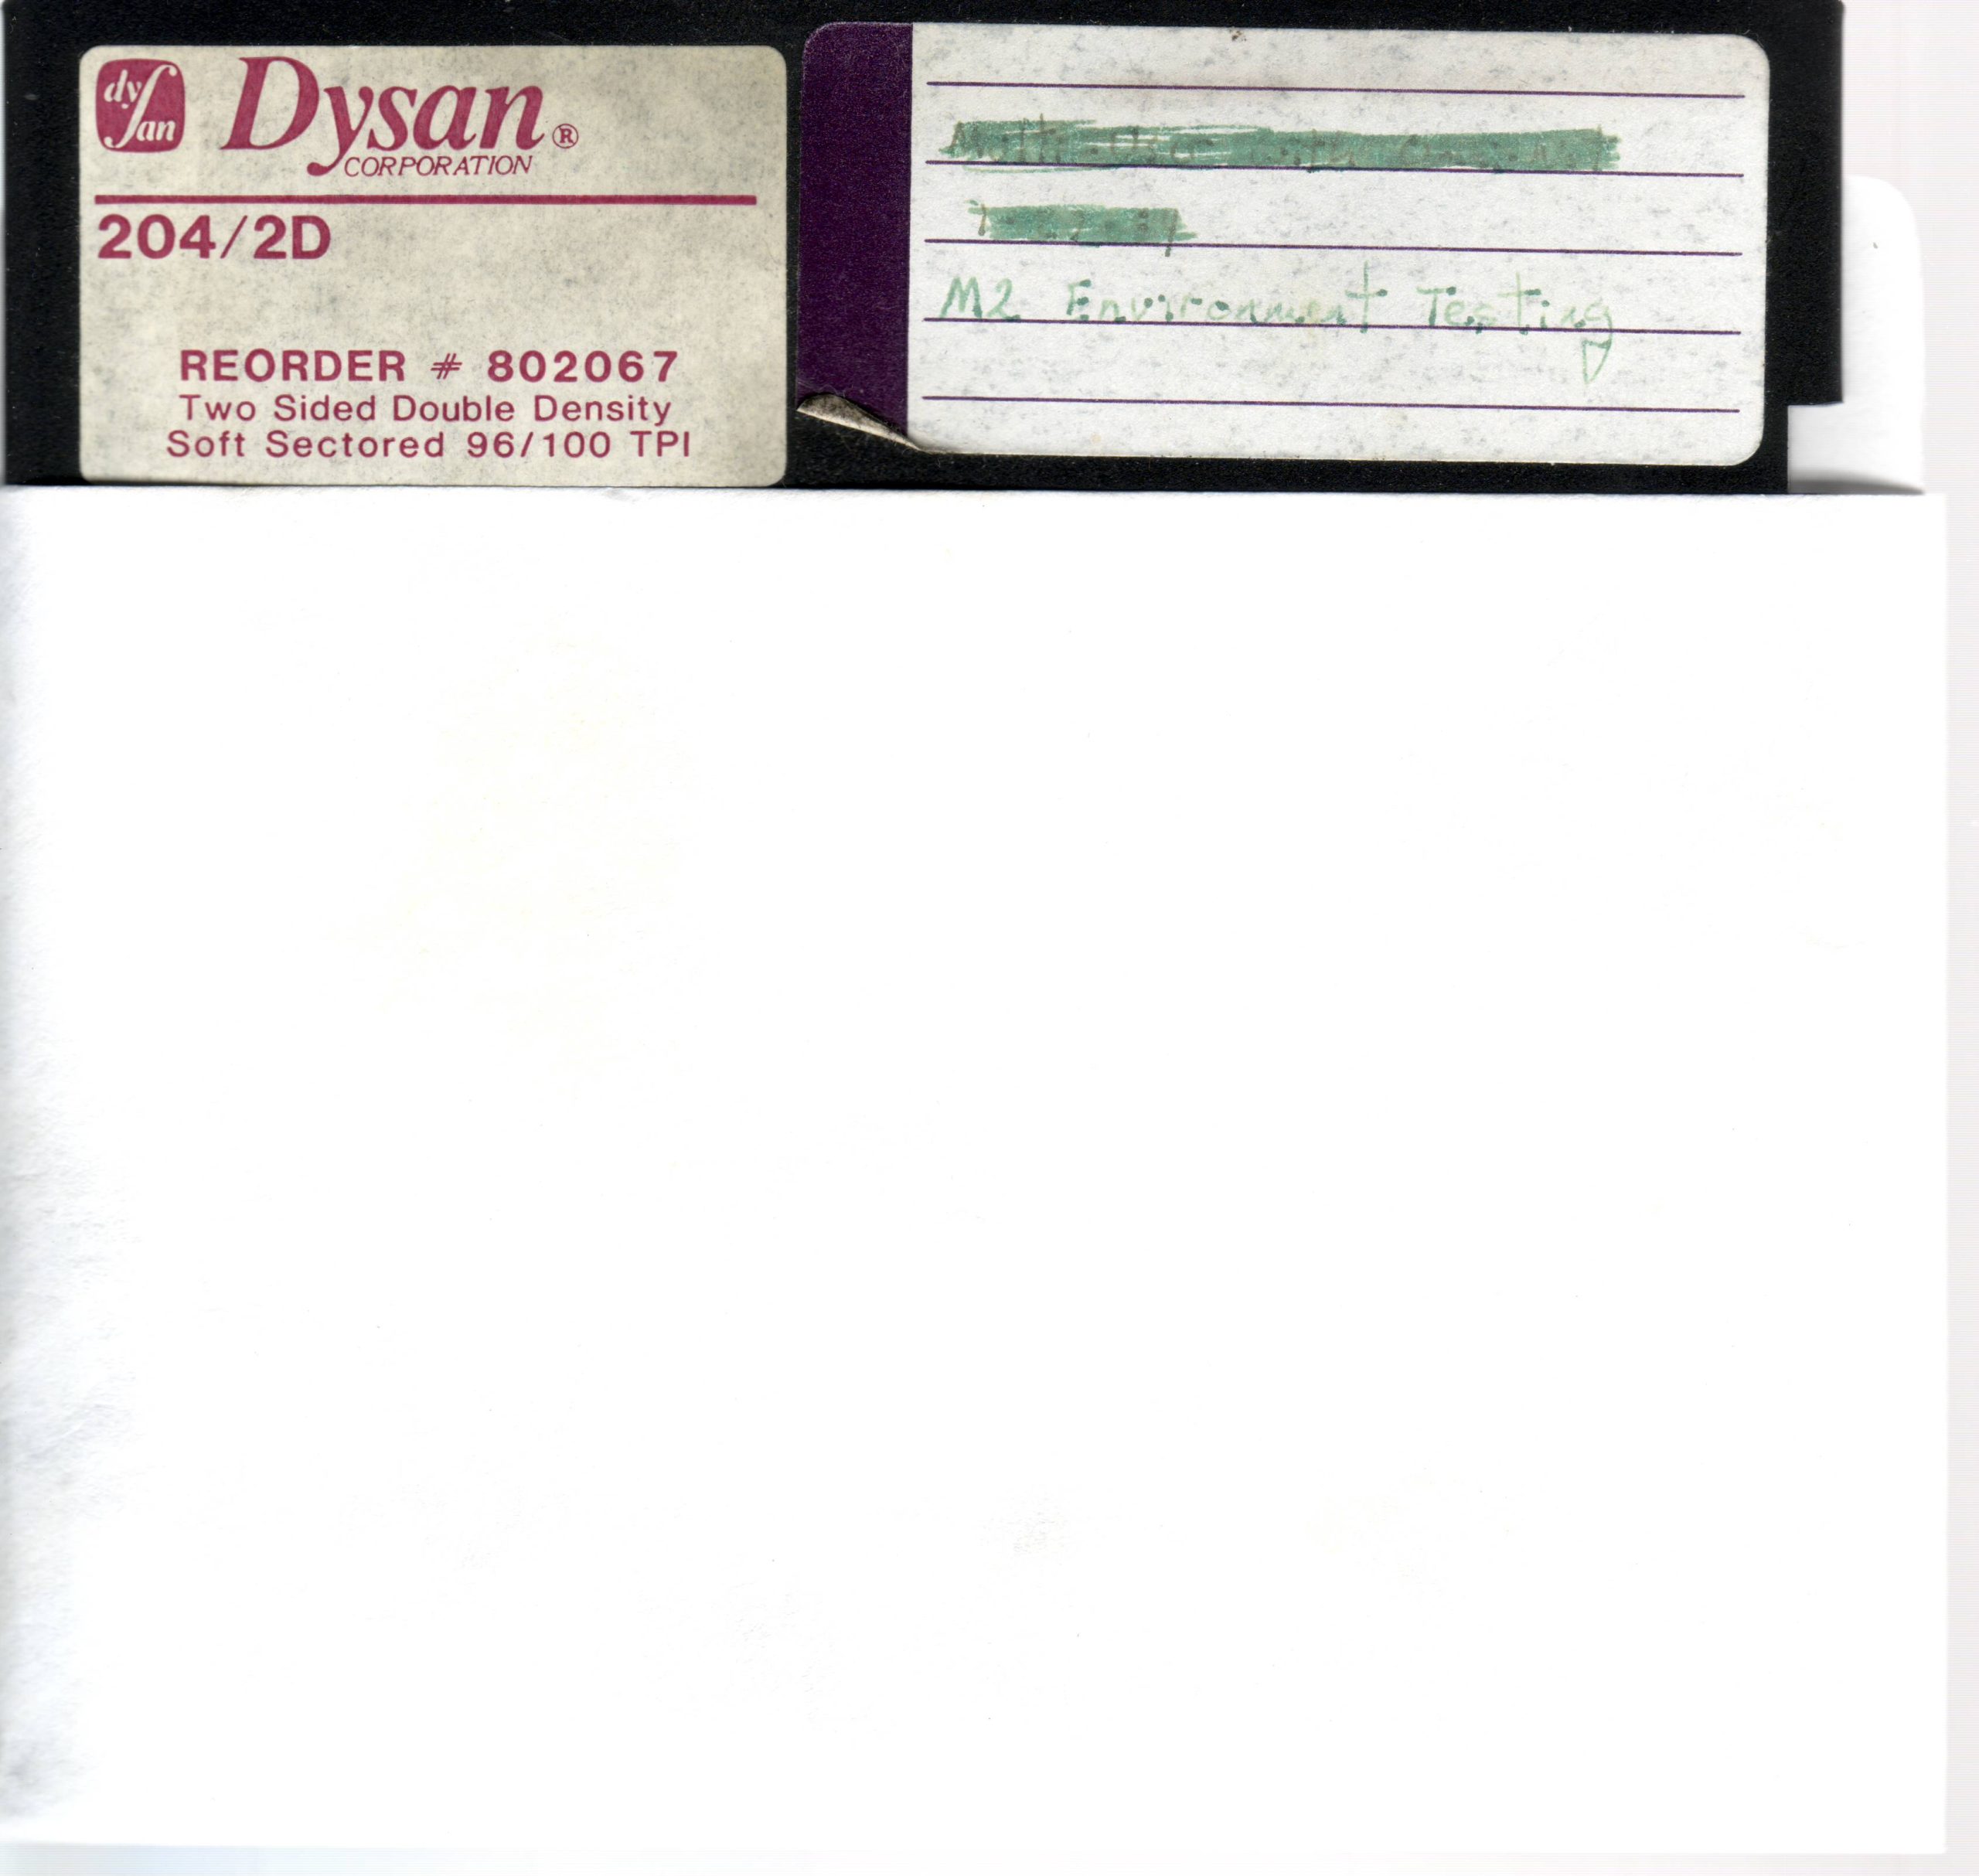 dy
san
Dysan®
CORPORATION
204/2D
REORDER # 802067
Two Sided Double Density
Soft Sectored 96/100 TPI
M2 Environment Testing